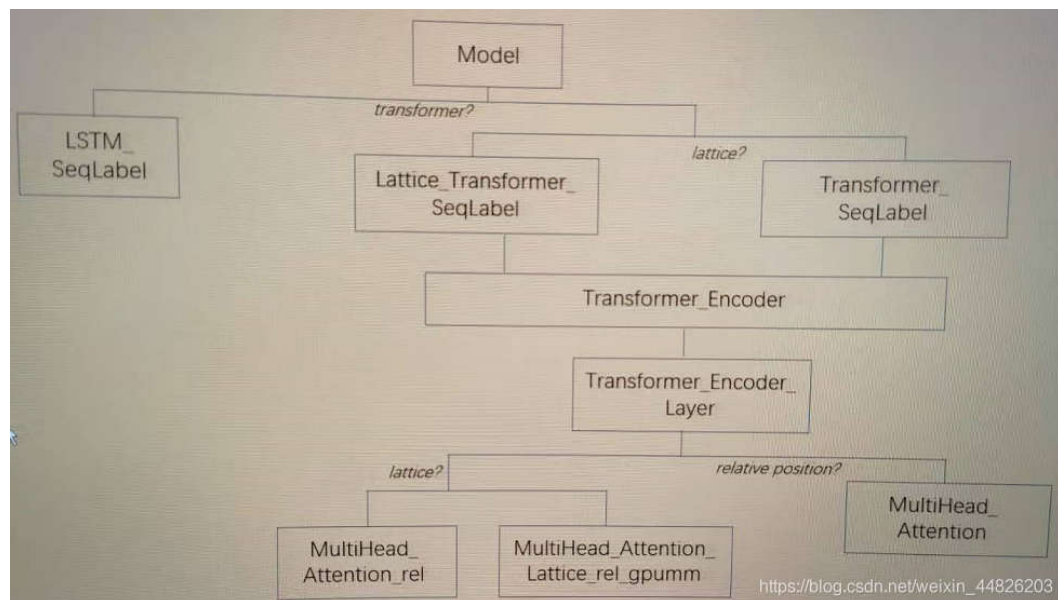 Model
transformer?
LSTM_
SeqLabel
lattice?
Lattice_Transformer_
SeqLabel
Transformer_
SeqLabel
Transformer_Encoder
Transformer_Encoder_
Layer
lattice?
relative position?
MultiHead_
Attention
MultiHead_
Attention_rel
MultiHead_Attention_
Lattice_rel_gpumm
https://blog.csdn.net/weixin_44826203